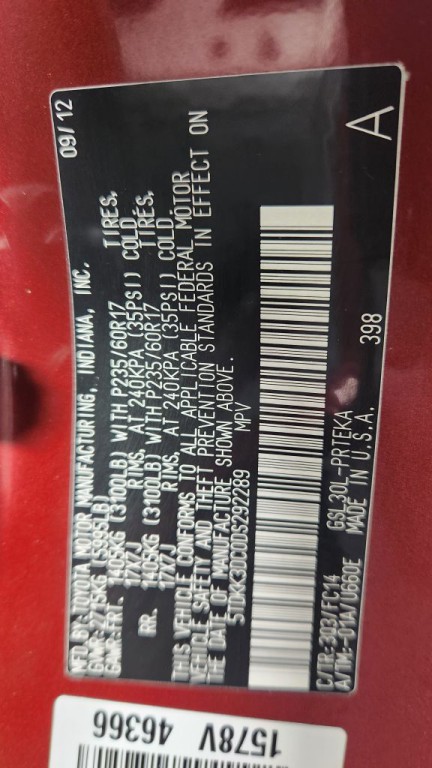 MFD.BY:TOYOTA MOTOR MANUFACTURING, INDIANA, INC. 09/12
GVWR:2715KG (5995LB)
GAWR:FRT. 1405KG (3100LB) WITH P235/60R17 TIRES,
17X7J RIMS, AT 240KPA (35PSI) COLD
RR. 1405KG (3100LB) WITH P235/60R17 TIRES,
17X7J RIMS, AT 240KPA (35PSI) COLD
THIS VEHICLE CONFORMS TO ALL APPLICABLE FEDERAL MOTOR
VEHICLE SAFETY AND THEFT PREVENTION STANDARDS IN EFFECT ON
THE DATE OF MANUFACTURE SHOWN ABOVE.
5TDKK3DC0DS292289 MPV
C/TR:3Q3/FC14 GSL30L-PRTEKA 398 A
A/TM:-01A/U660E MADE IN U.S.A.
1578V 46366